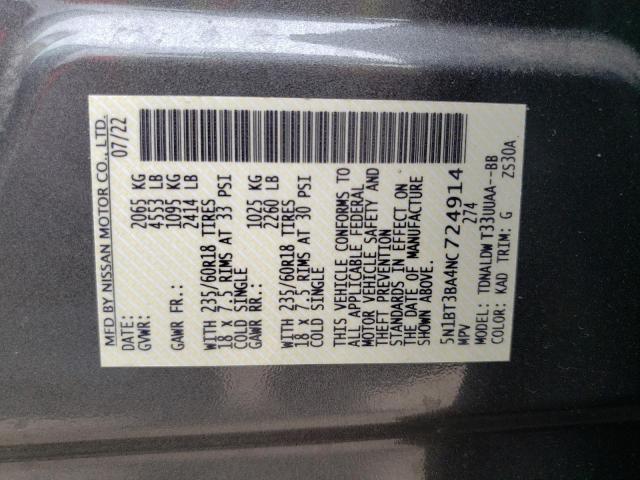 MFD BY NISSAN MOTOR CO., LTD.
DATE: 07/22
GVWR: 2065 KG
4553 LB
GAWR FR.: 1095 KG
2414 LB
WITH 235/60R18 TIRES
18 X 7.5 RIMS AT 33 PSI
COLD SINGLE
GAWR RR.: 1025 KG
2260 LB
WITH 235/60R18 TIRES
18 X 7.5 RIMS AT 30 PSI
COLD SINGLE
THIS VEHICLE CONFORMS TO
ALL APPLICABLE FEDERAL
MOTOR VEHICLE SAFETY AND
THEFT PREVENTION
STANDARDS IN EFFECT ON
THE DATE OF MANUFACTURE
SHOWN ABOVE.
5N1BT3BA4NC724914
MPV 274
MODEL: TDNALDWT33UUAA--BB
COLOR: KAD TRIM: G ZS30A